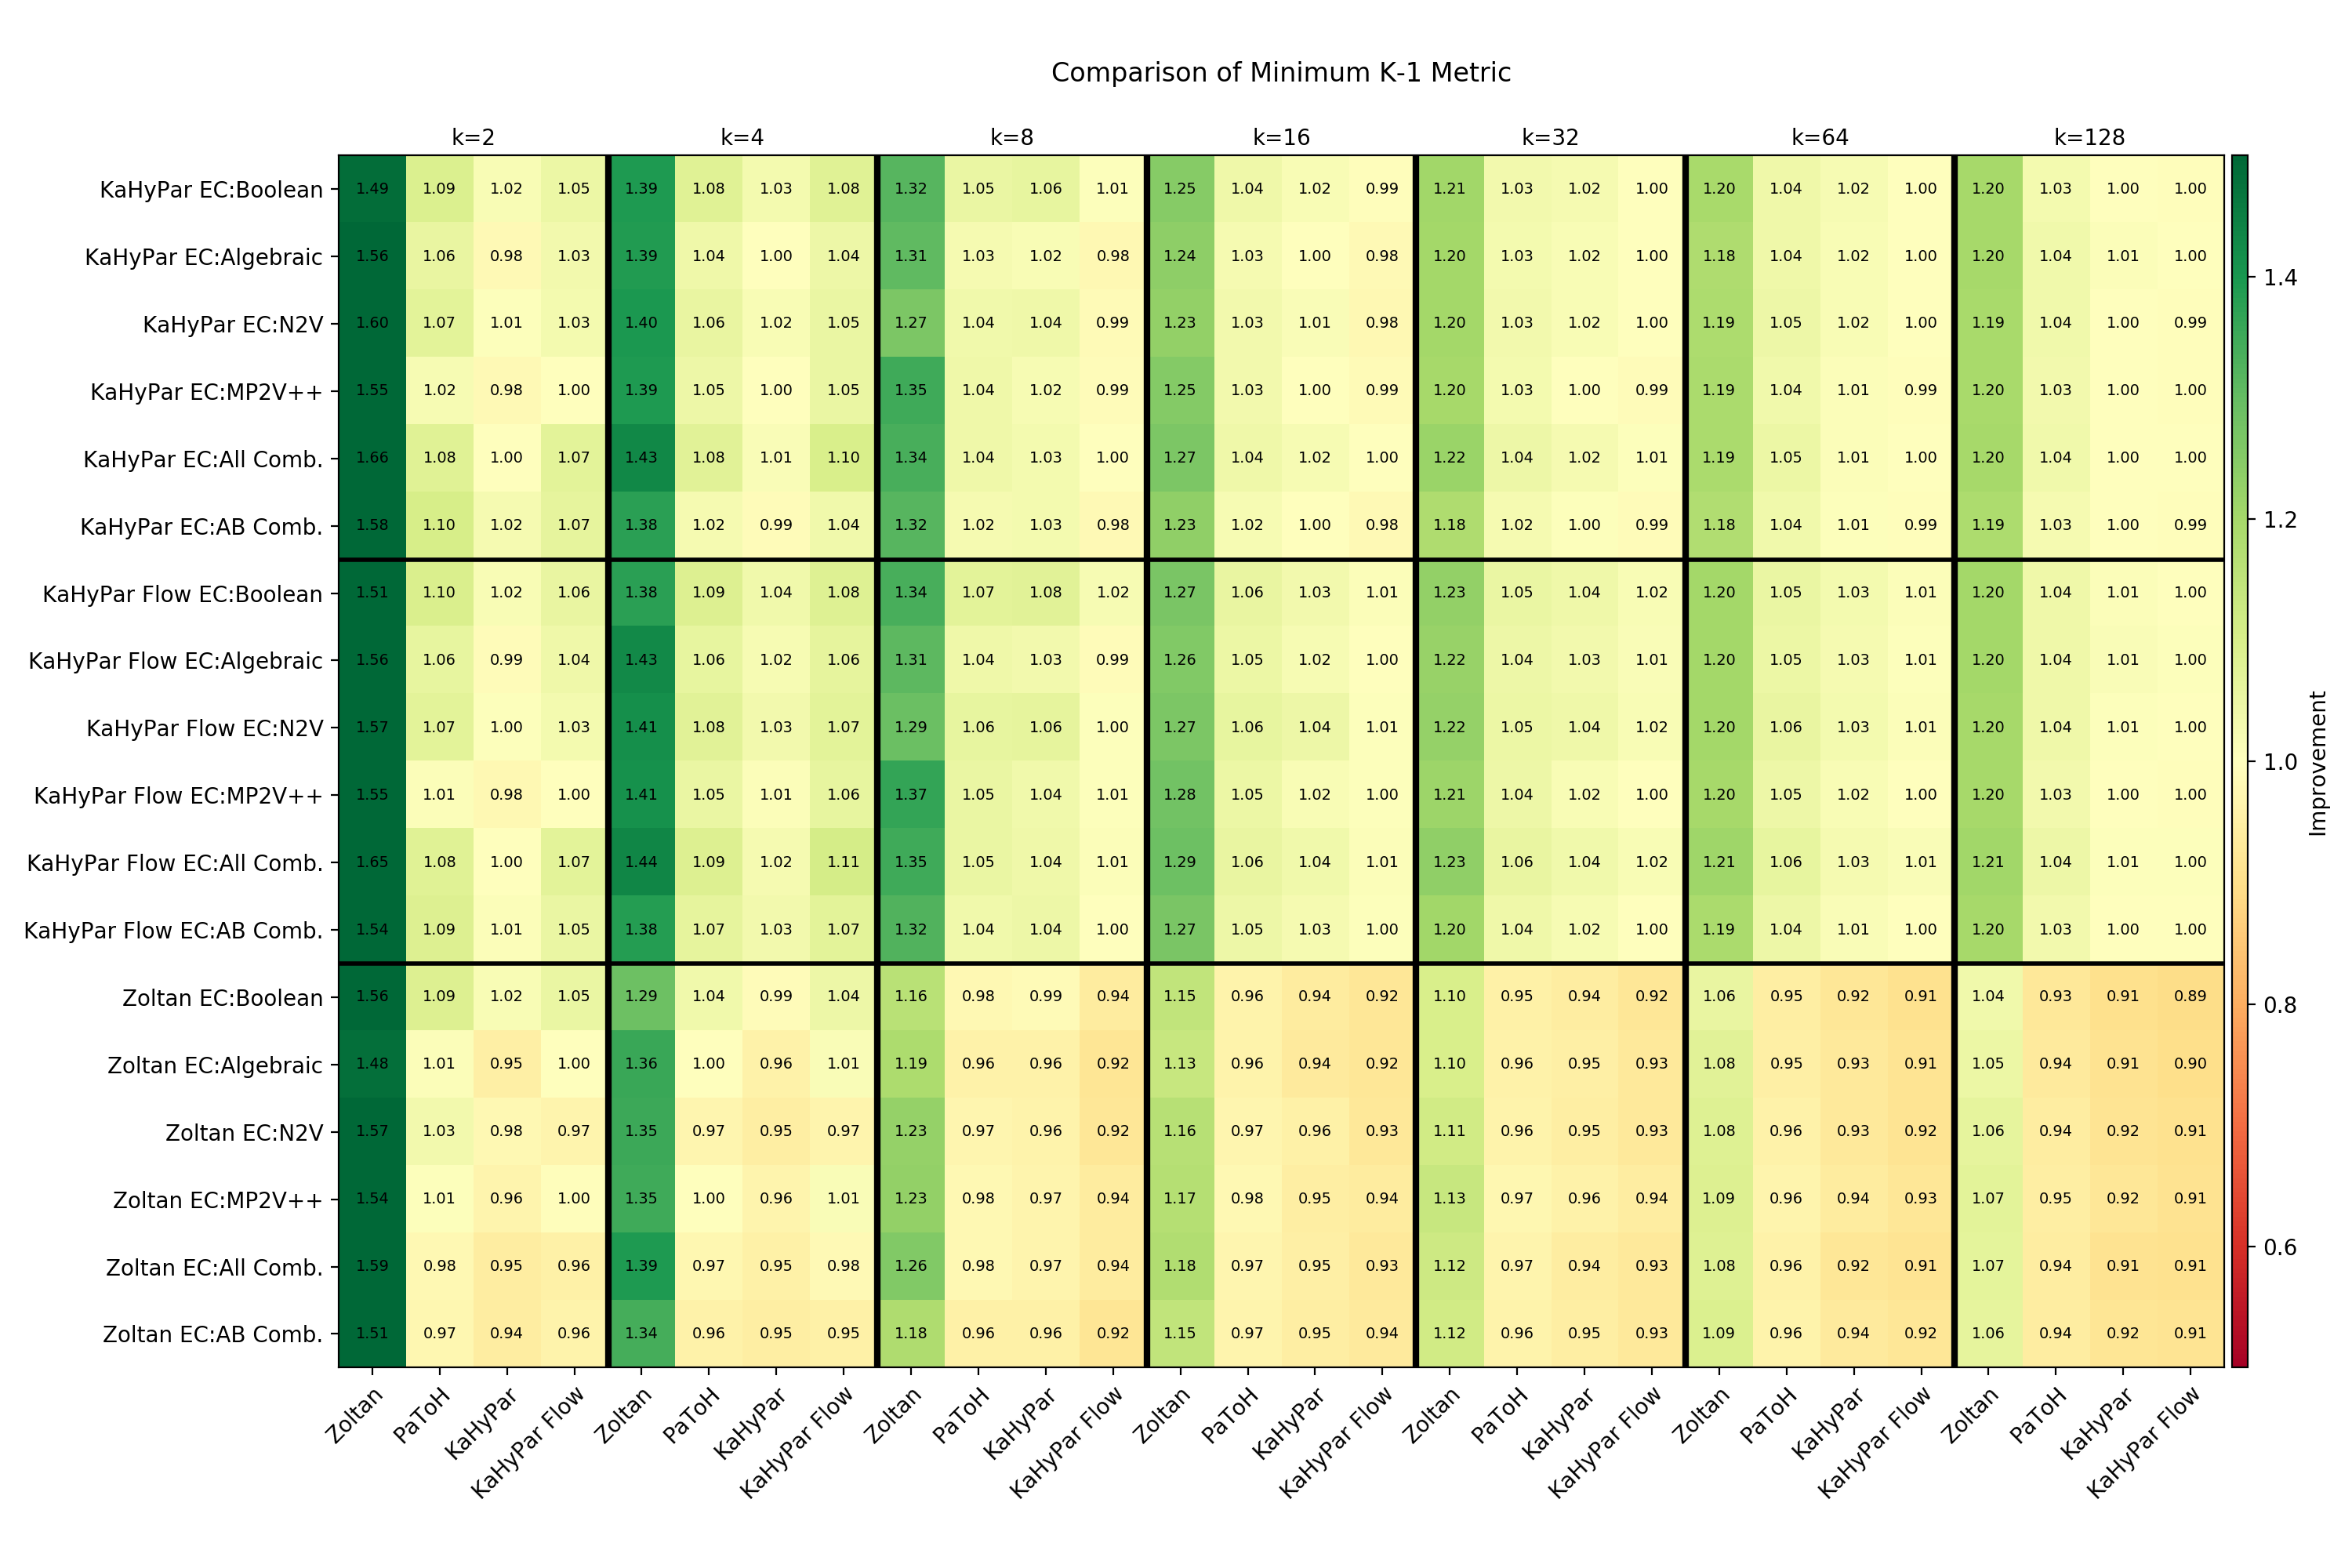 Comparison of Minimum K-1 Metric
k=2 k=4 k=8 k=16 k=32 k=64 k=128
KaHyPar EC:Boolean 1.49 1.09 1.02 1.05 1.39 1.08 1.03 1.08 1.32 1.05 1.06 1.01 1.25 1.04 1.02 0.99 1.21 1.03 1.02 1.00 1.20 1.04 1.02 1.00 1.20 1.03 1.00 1.00
KaHyPar EC:Algebraic 1.56 1.06 0.98 1.03 1.39 1.04 1.00 1.04 1.31 1.03 1.02 0.98 1.24 1.03 1.00 0.98 1.20 1.03 1.02 1.00 1.18 1.04 1.02 1.00 1.20 1.04 1.01 1.00
KaHyPar EC:N2V 1.60 1.07 1.01 1.03 1.40 1.06 1.02 1.05 1.27 1.04 1.04 0.99 1.23 1.03 1.01 0.98 1.20 1.03 1.02 1.00 1.19 1.05 1.02 1.00 1.19 1.04 1.00 0.99
KaHyPar EC:MP2V++ 1.55 1.02 0.98 1.00 1.39 1.05 1.00 1.05 1.35 1.04 1.02 0.99 1.25 1.03 1.00 0.99 1.20 1.03 1.00 0.99 1.19 1.04 1.01 0.99 1.20 1.03 1.00 1.00
KaHyPar EC:All Comb. 1.66 1.08 1.00 1.07 1.43 1.08 1.01 1.10 1.34 1.04 1.03 1.00 1.27 1.04 1.02 1.00 1.22 1.04 1.02 1.01 1.19 1.05 1.01 1.00 1.20 1.04 1.00 1.00
KaHyPar EC:AB Comb. 1.58 1.10 1.02 1.07 1.38 1.02 0.99 1.04 1.32 1.02 1.03 0.98 1.23 1.02 1.00 0.98 1.18 1.02 1.00 0.99 1.18 1.04 1.01 0.99 1.19 1.03 1.00 0.99
KaHyPar Flow EC:Boolean 1.51 1.10 1.02 1.06 1.38 1.09 1.04 1.08 1.34 1.07 1.08 1.02 1.27 1.06 1.03 1.01 1.23 1.05 1.04 1.02 1.20 1.05 1.03 1.01 1.20 1.04 1.01 1.00
KaHyPar Flow EC:Algebraic 1.56 1.06 0.99 1.04 1.43 1.06 1.02 1.06 1.31 1.04 1.03 0.99 1.26 1.05 1.02 1.00 1.22 1.04 1.03 1.01 1.20 1.05 1.03 1.01 1.20 1.04 1.01 1.00
KaHyPar Flow EC:N2V 1.57 1.07 1.00 1.03 1.41 1.08 1.03 1.07 1.29 1.06 1.06 1.00 1.27 1.06 1.04 1.01 1.22 1.05 1.04 1.02 1.20 1.06 1.03 1.01 1.20 1.04 1.01 1.00
KaHyPar Flow EC:MP2V++ 1.55 1.01 0.98 1.00 1.41 1.05 1.01 1.06 1.37 1.05 1.04 1.01 1.28 1.05 1.02 1.00 1.21 1.04 1.02 1.00 1.20 1.05 1.02 1.00 1.20 1.03 1.00 1.00
KaHyPar Flow EC:All Comb. 1.65 1.08 1.00 1.07 1.44 1.09 1.02 1.11 1.35 1.05 1.04 1.01 1.29 1.06 1.04 1.01 1.23 1.06 1.04 1.02 1.21 1.06 1.03 1.01 1.21 1.04 1.01 1.00
KaHyPar Flow EC:AB Comb. 1.54 1.09 1.01 1.05 1.38 1.07 1.03 1.07 1.32 1.04 1.04 1.00 1.27 1.05 1.03 1.00 1.20 1.04 1.02 1.00 1.19 1.04 1.01 1.00 1.20 1.03 1.00 1.00
Zoltan EC:Boolean 1.56 1.09 1.02 1.05 1.29 1.04 0.99 1.04 1.16 0.98 0.99 0.94 1.15 0.96 0.94 0.92 1.10 0.95 0.94 0.92 1.06 0.95 0.92 0.91 1.04 0.93 0.91 0.89
Zoltan EC:Algebraic 1.48 1.01 0.95 1.00 1.36 1.00 0.96 1.01 1.19 0.96 0.96 0.92 1.13 0.96 0.94 0.92 1.10 0.96 0.95 0.93 1.08 0.95 0.93 0.91 1.05 0.94 0.91 0.90
Zoltan EC:N2V 1.57 1.03 0.98 0.97 1.35 0.97 0.95 0.97 1.23 0.97 0.96 0.92 1.16 0.97 0.96 0.93 1.11 0.96 0.95 0.93 1.08 0.96 0.93 0.92 1.06 0.94 0.92 0.91
Zoltan EC:MP2V++ 1.54 1.01 0.96 1.00 1.35 1.00 0.96 1.01 1.23 0.98 0.97 0.94 1.17 0.98 0.95 0.94 1.13 0.97 0.96 0.94 1.09 0.96 0.94 0.93 1.07 0.95 0.92 0.91
Zoltan EC:All Comb. 1.59 0.98 0.95 0.96 1.39 0.97 0.95 0.98 1.26 0.98 0.97 0.94 1.18 0.97 0.95 0.93 1.12 0.97 0.94 0.93 1.08 0.96 0.92 0.91 1.07 0.94 0.91 0.91
Zoltan EC:AB Comb. 1.51 0.97 0.94 0.96 1.34 0.96 0.95 0.95 1.18 0.96 0.96 0.92 1.15 0.97 0.95 0.94 1.12 0.96 0.95 0.93 1.09 0.96 0.94 0.92 1.06 0.94 0.92 0.91
Zoltan PaToH KaHyPar KaHyPar Flow Zoltan PaToH KaHyPar KaHyPar Flow Zoltan PaToH KaHyPar KaHyPar Flow Zoltan PaToH KaHyPar KaHyPar Flow Zoltan PaToH KaHyPar KaHyPar Flow Zoltan PaToH KaHyPar KaHyPar Flow Zoltan PaToH KaHyPar KaHyPar Flow
1.4
1.2
1.0
0.8
0.6
Improvement